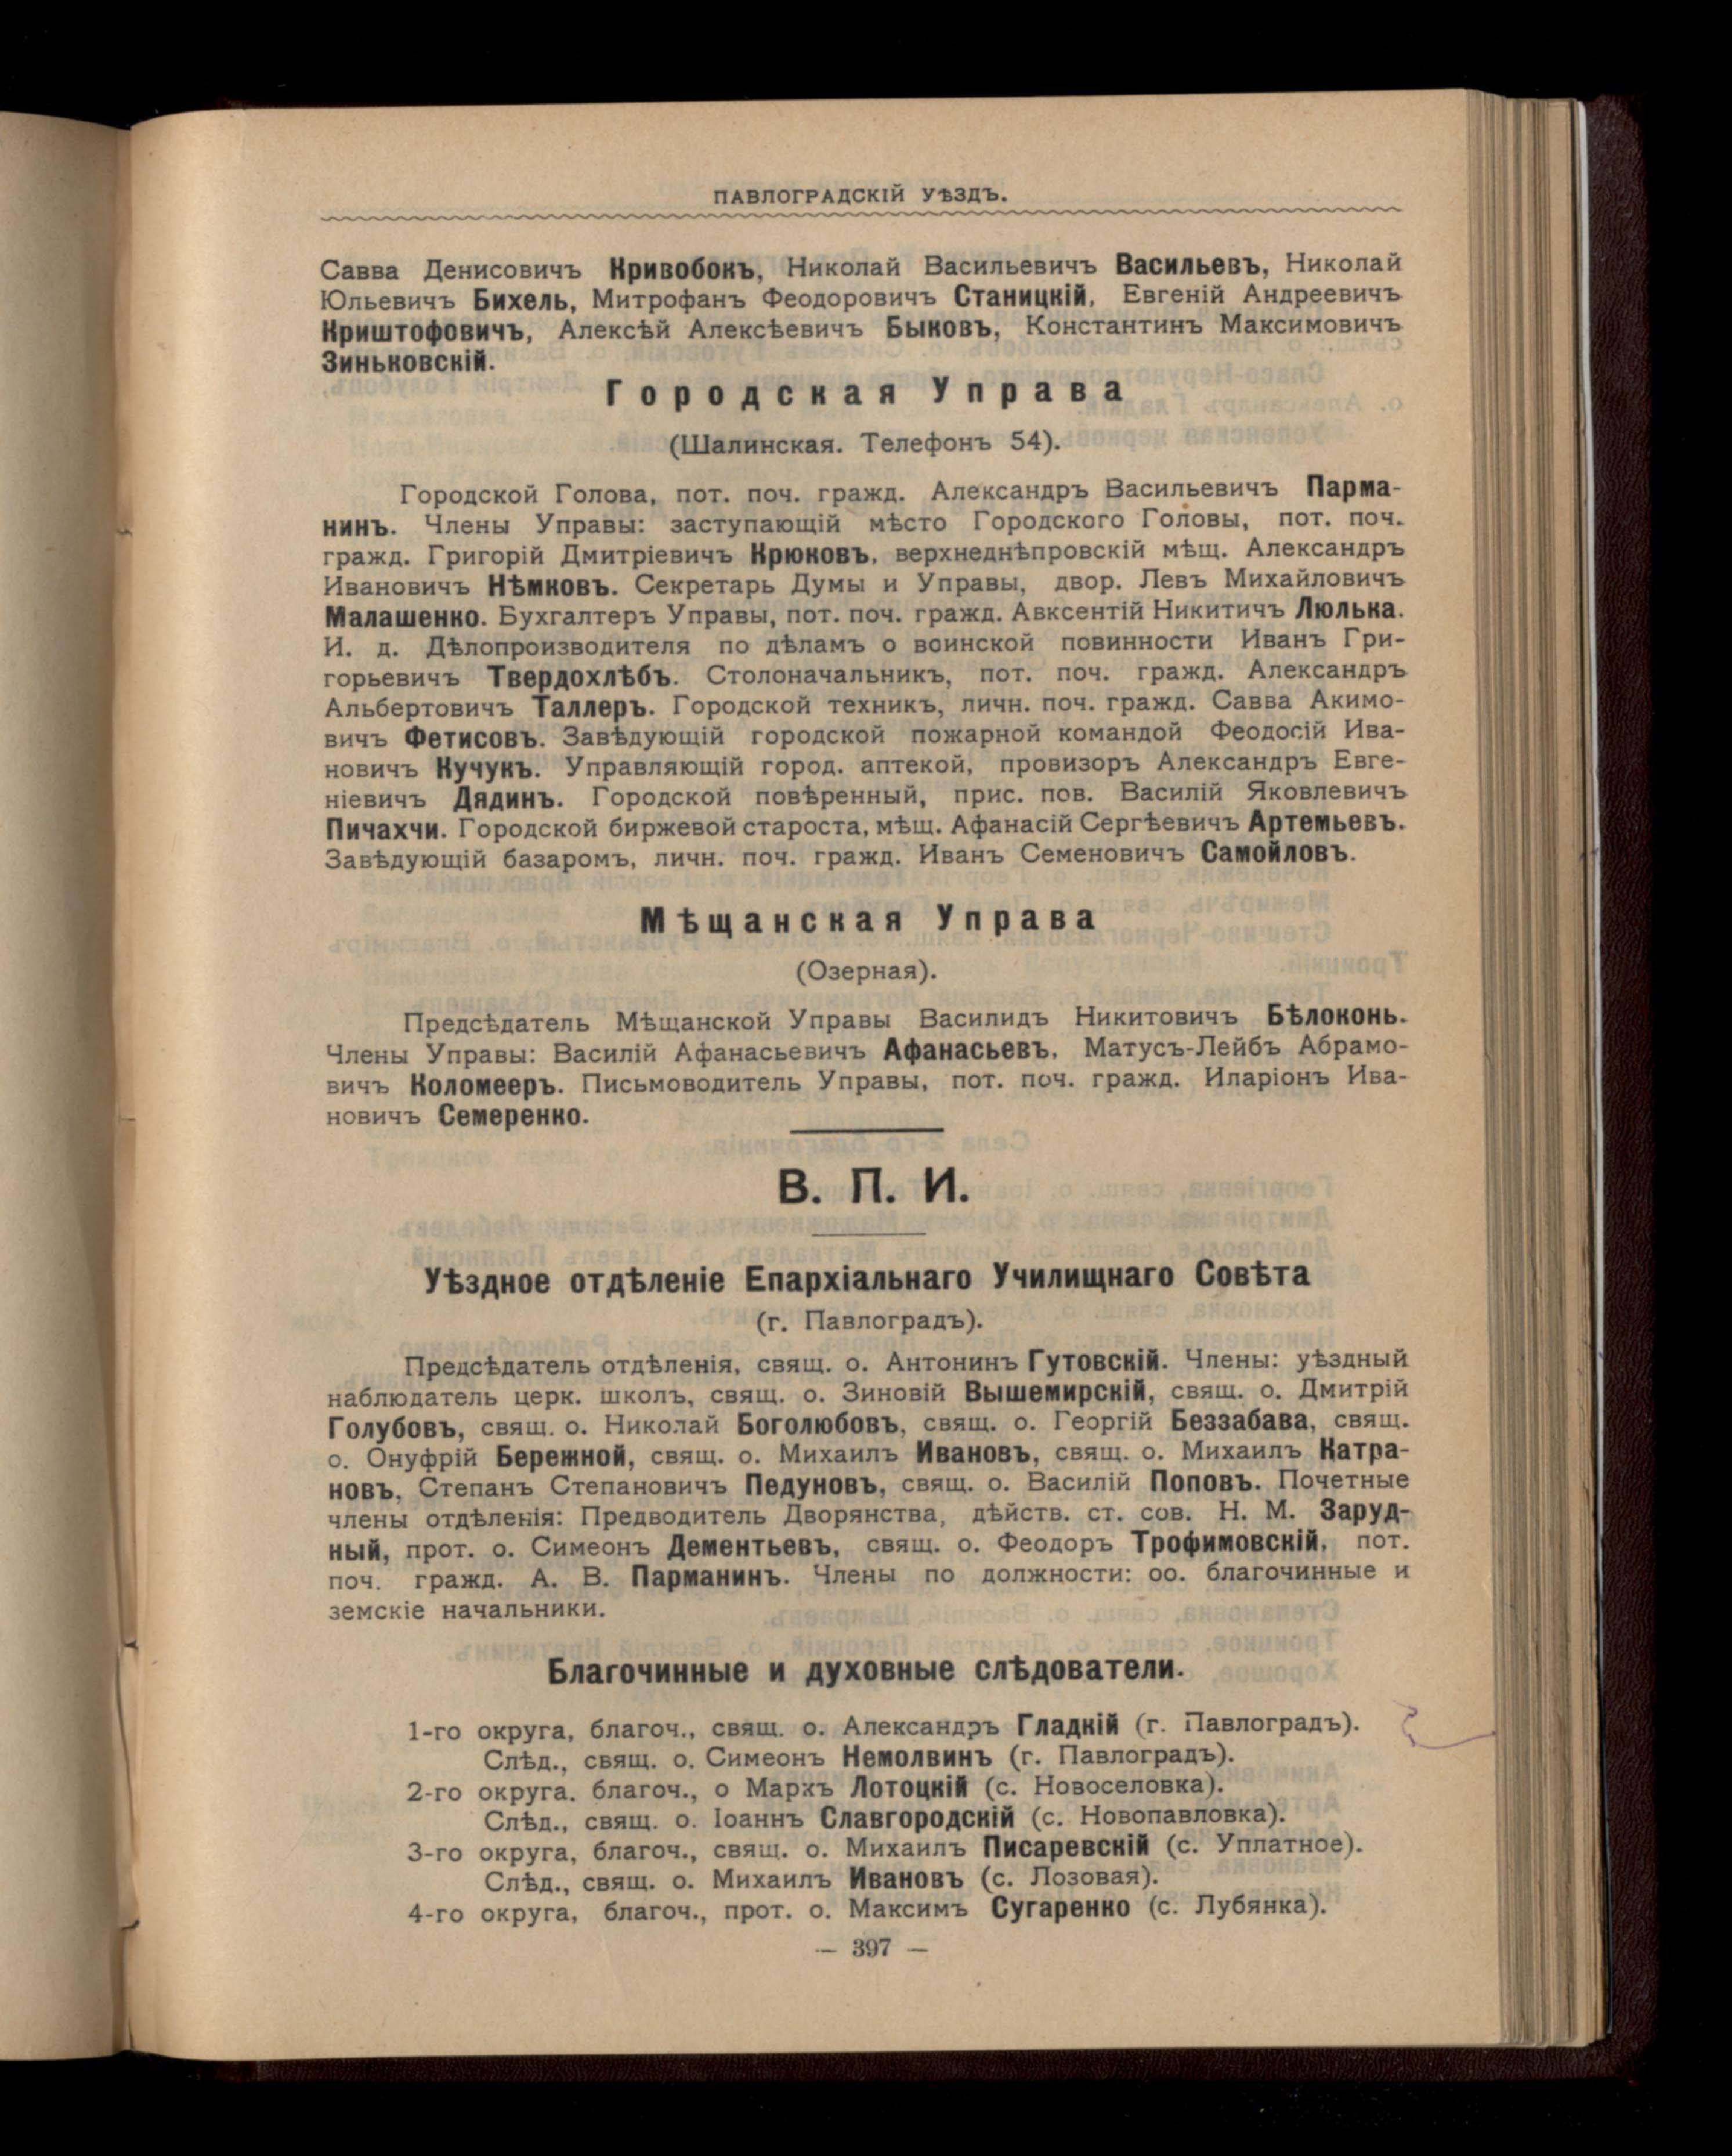 ПАВЛОГРАДСКІЙ УѢЗДЪ.
Савва Денисовичъ Кривобокъ, Николай Васильевичъ Васильевъ, Николай
Юльевичъ Бихель, Митрофанъ Феодоровичъ Станицкій, Евгеній Андреевичъ
Криштофовичъ, Алексѣй Алексѣевичъ Быковъ, Константинъ Максимовичъ
Зиньковскій.
Городская Управа
(Шалинская. Телефонъ 54).
Городской Голова, пот. поч. гражд. Александръ Васильевичъ Парма-
нинъ. Члены Управы: заступающій мѣсто Городского Головы, пот. поч.
гражд. Григорій Дмитріевичъ Крюковъ, верхнеднѣпровскій мѣщ. Александръ
Ивановичъ Нѣмковъ. Секретарь Думы и Управы, двор. Левъ Михайловичъ
Малашенко. Бухгалтеръ Управы, пот. поч. гражд. Авксентій Никитичъ Люлька.
И. д. Дѣлопроизводителя по дѣламъ о воинской повинности Иванъ Гри-
горьевичъ Твердохлѣбъ. Столоначальникъ, пот. поч. гражд. Александръ
Альбертовичъ Таллеръ. Городской техникъ, личн. поч. гражд. Савва Акимо-
вичъ Фетисовъ. Завѣдующій городской пожарной командой Феодосій Ива-
новичъ Кучукъ. Управляющій город. аптекой, провизоръ Александръ Евге-
ніевичъ Дядинъ. Городской повѣренный, прис. пов. Василій Яковлевичъ
Пичахчи. Городской биржевой староста, мѣщ. Афанасій Сергѣевичъ Артемьевъ.
Завѣдующій базаромъ, личн. поч. гражд. Иванъ Семеновичъ Самойловъ.
Мѣщанская Управа
(Озерная).
Предсѣдатель Мѣщанской Управы Василидъ Никитовичъ Бѣлоконь.
Члены Управы: Василій Афанасьевичъ Афанасьевъ, Матусъ-Лейбъ Абрамо-
вичъ Коломееръ. Письмоводитель Управы, пот. поч. гражд. Иларіонъ Ива-
новичъ Семеренко.
В. П. И.
Уѣздное отдѣленіе Епархіальнаго Училищнаго Совѣта
(г. Павлоградъ).
Предсѣдатель отдѣленія, свящ. о. Антонинъ Гутовскій. Члены: уѣздный
наблюдатель церк. школъ, свящ. о. Зиновій Вышемирскій, свящ. о. Дмитрій
Голубовъ, свящ. о. Николай Боголюбовъ, свящ. о. Георгій Беззабава, свящ.
о. Онуфрій Бережной, свящ. о. Михаилъ Ивановъ, свящ. о. Михаилъ Катра-
новъ, Степанъ Степановичъ Педуновъ, свящ. о. Василій Поповъ. Почетные
члены отдѣленія: Предводитель Дворянства, дѣйств. ст. сов. Н. М. Заруд-
ный, прот. о. Симеонъ Дементьевъ, свящ. о. Феодоръ Трофимовскій, пот.
поч. гражд. А. В. Парманинъ. Члены по должности: оо. благочинные и
земскіе начальники.
Благочинные и духовные слѣдователи.
1-го округа, благоч., свящ. о. Александръ Гладкій (г. Павлоградъ).
Слѣд., свящ. о. Симеонъ Немолвинъ (г. Павлоградъ).
2-го округа. благоч., о Маркъ Лотоцкій (с. Новоселовка).
Слѣд., свящ. о. Іоаннъ Славгородскій (с. Новопавловка).
3-го округа, благоч., свящ. о. Михаилъ Писаревскій (с. Уплатное).
Слѣд., свящ. о. Михаилъ Ивановъ (с. Лозовая).
4-го округа, благоч., прот. о. Максимъ Сугаренко (с. Лубянка).
— 397 —